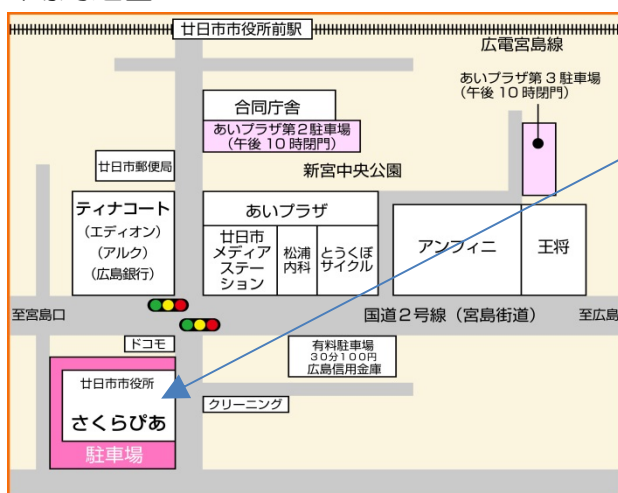 廿日市市役所前駅
広電宮島線
あいプラザ第3駐車場
(午後10時閉門)
合同庁舎
あいプラザ第2駐車場
(午後10時閉門)
廿日市郵便局
新宮中央公園
ティナコート
(エディオン)
(アルク)
(広島銀行)
あいプラザ
廿日市
メディア
ステー
ション
松浦
内科
とうくぼ
サイクル
アンフィニ
王将
至宮島口
国道2号線(宮島街道)
至広島
ドコモ
有料駐車場
30分100円
広島信用金庫
廿日市市役所
さくらぴあ
クリーニング
駐車場